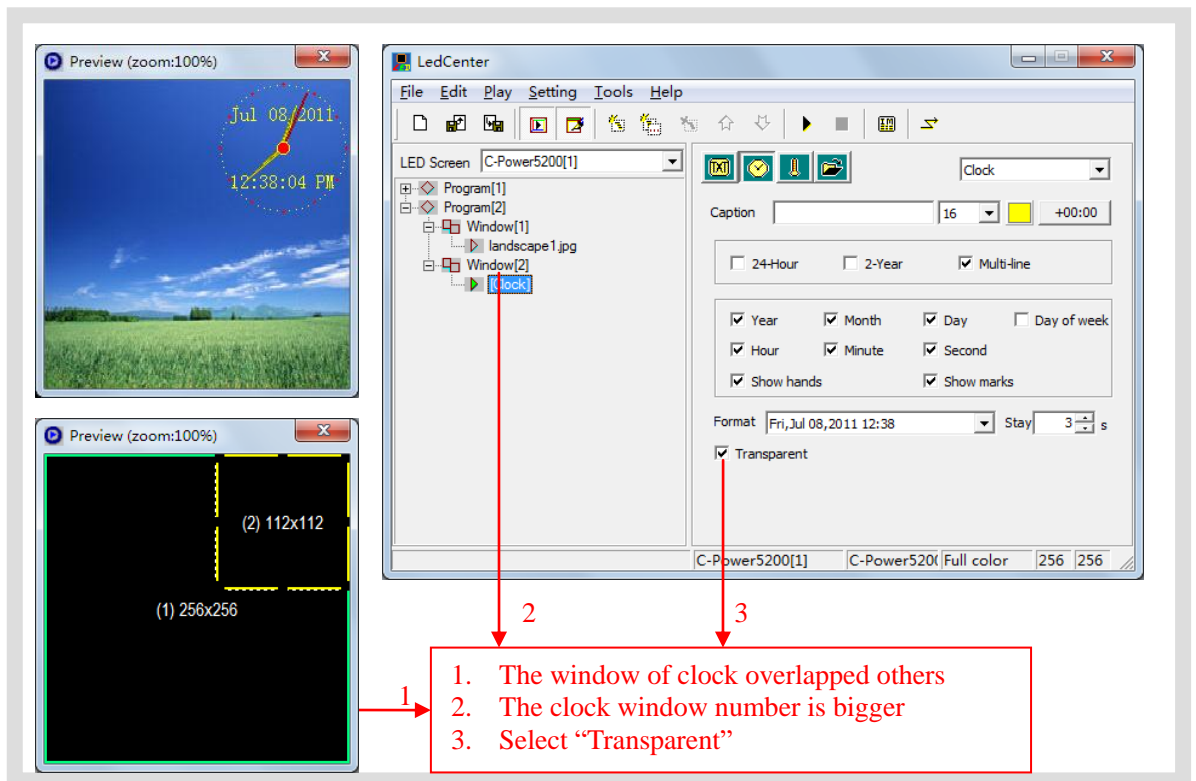 Preview (zoom:100%)
Jul 08,2011
12:38:04 PM
LedCenter
File Edit Play Setting Tools Help
LED Screen C-Power5200[1]
Program[1]
Program[2]
Window[1]
landscape1.jpg
Window[2]
[Clock]
TXT
Clock
Caption 16 +00:00
24-Hour 2-Year Multi-line
Year Month Day Day of week
Hour Minute Second
Show hands Show marks
Format Fri,Jul 08,2011 12:38 Stay 3 s
Transparent
C-Power5200[1] C-Power520( Full color 256 256
Preview (zoom:100%)
(2) 112x112
(1) 256x256
2 3
1
1. The window of clock overlapped others
2. The clock window number is bigger
3. Select “Transparent”